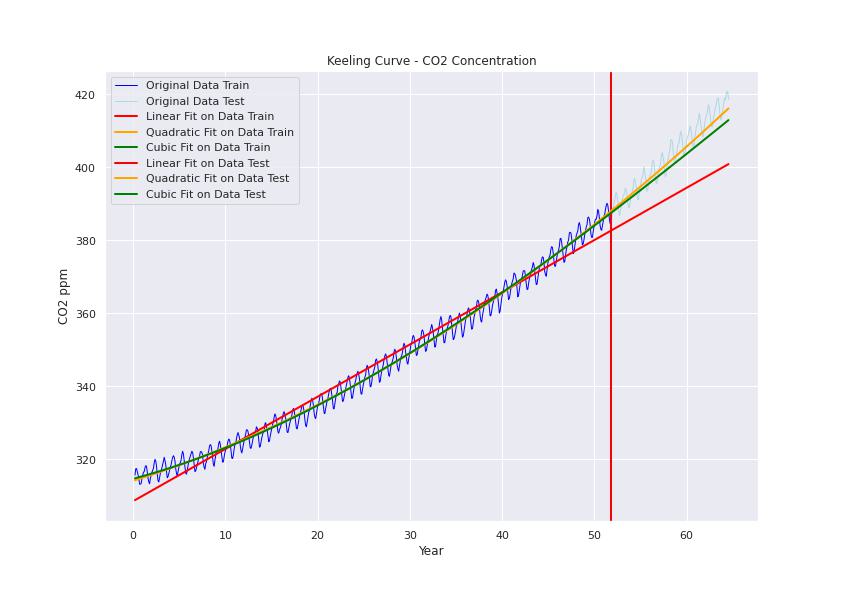 Keeling Curve - CO2 Concentration
Original Data Train
Original Data Test
Linear Fit on Data Train
Quadratic Fit on Data Train
Cubic Fit on Data Train
Linear Fit on Data Test
Quadratic Fit on Data Test
Cubic Fit on Data Test
420
400
380
360
340
320
CO2 ppm
0 10 20 30 40 50 60
Year